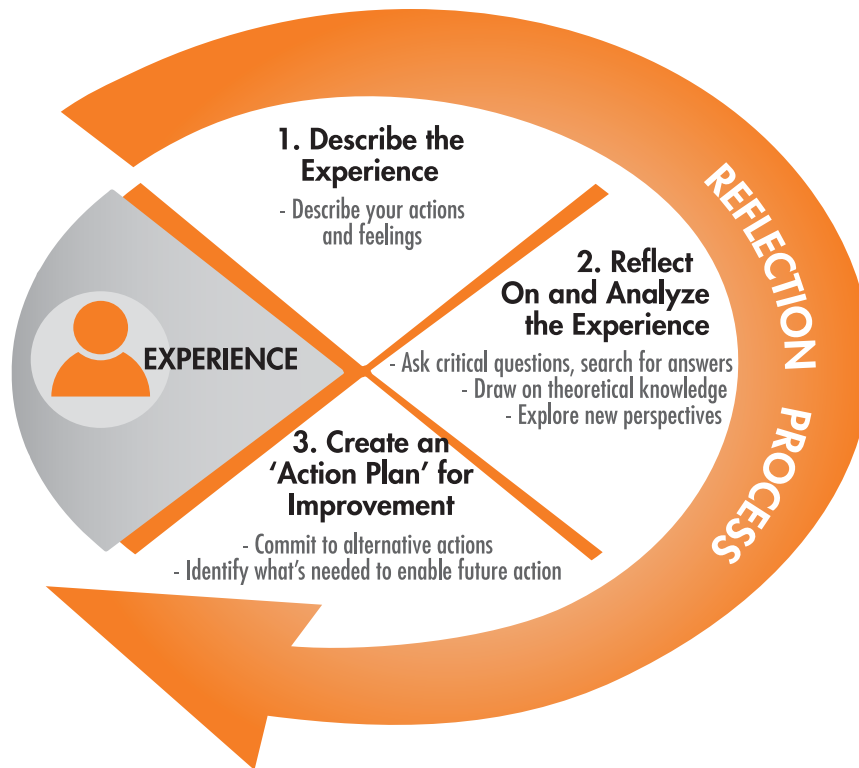 1. Describe the
Experience
- Describe your actions
and feelings
2. Reflect
On and Analyze
the Experience
- Ask critical questions, search for answers
- Draw on theoretical knowledge
- Explore new perspectives
EXPERIENCE
3. Create an
‘Action Plan’ for
Improvement
- Commit to alternative actions
- Identify what's needed to enable future action
REFLECTION PROCESS